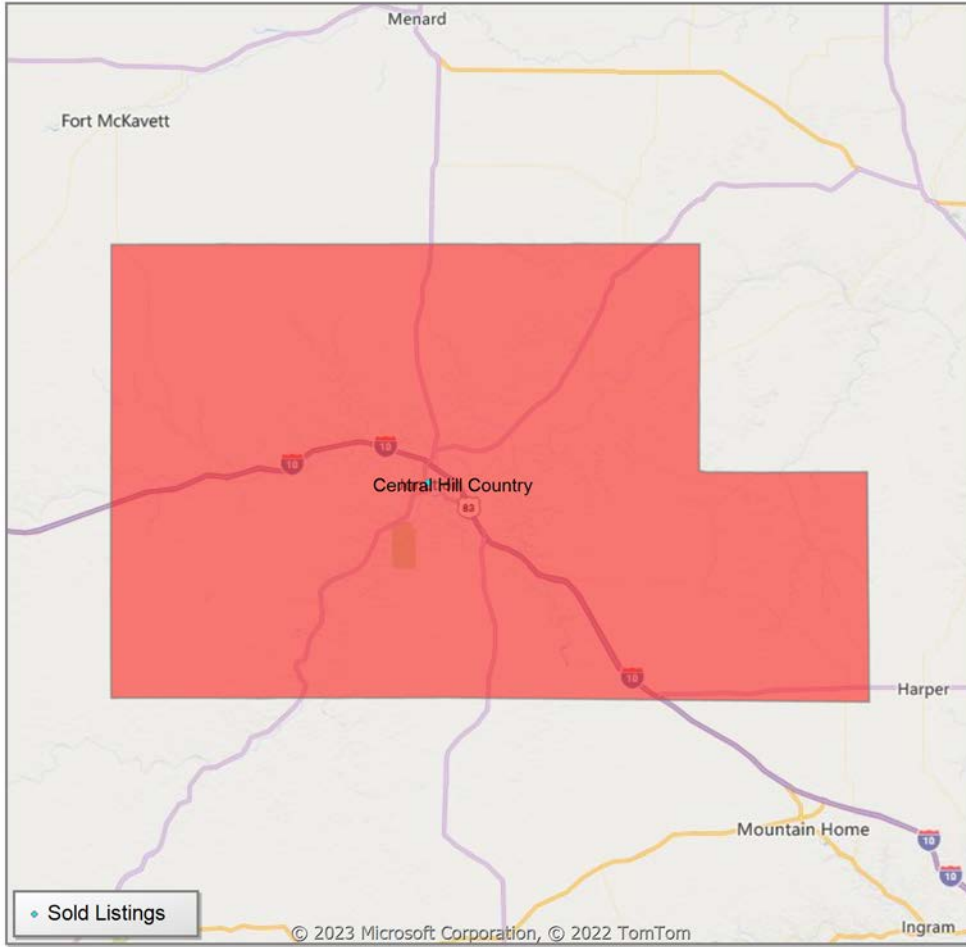 Menard
Fort McKavett
10
10
Central Hill Country
83
10
Harper
Mountain Home
10
10
Sold Listings
© 2023 Microsoft Corporation, © 2022 TomTom
Ingram